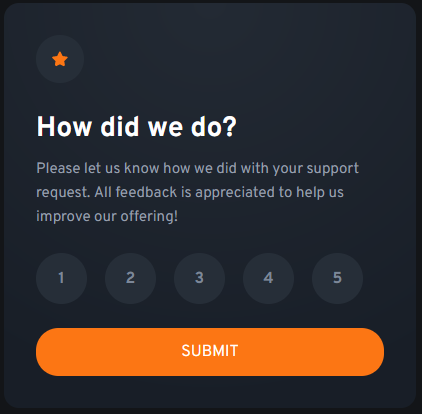 How did we do?
Please let us know how we did with your support
request. All feedback is appreciated to help us
improve our offering!
1 2 3 4 5
SUBMIT